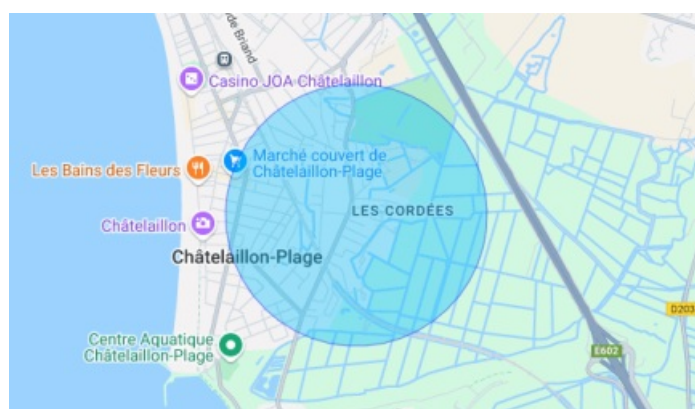 de Briand
Casino JOA Châtelaillon
Marché couvert de
Châtelaillon-Plage
Les Bains des Fleurs
LES CORDÉES
Châtelaillon
Châtelaillon-Plage
D203
Centre Aquatique
Châtelaillon-Plage
E602